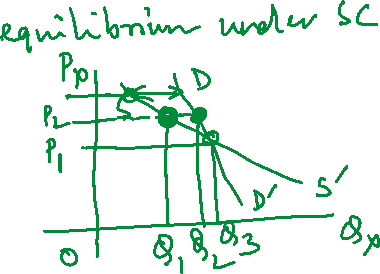 equilibrium under SC
Px
D
P2
P1
S'
D'
O
Q1 Q2 Q3
Qx